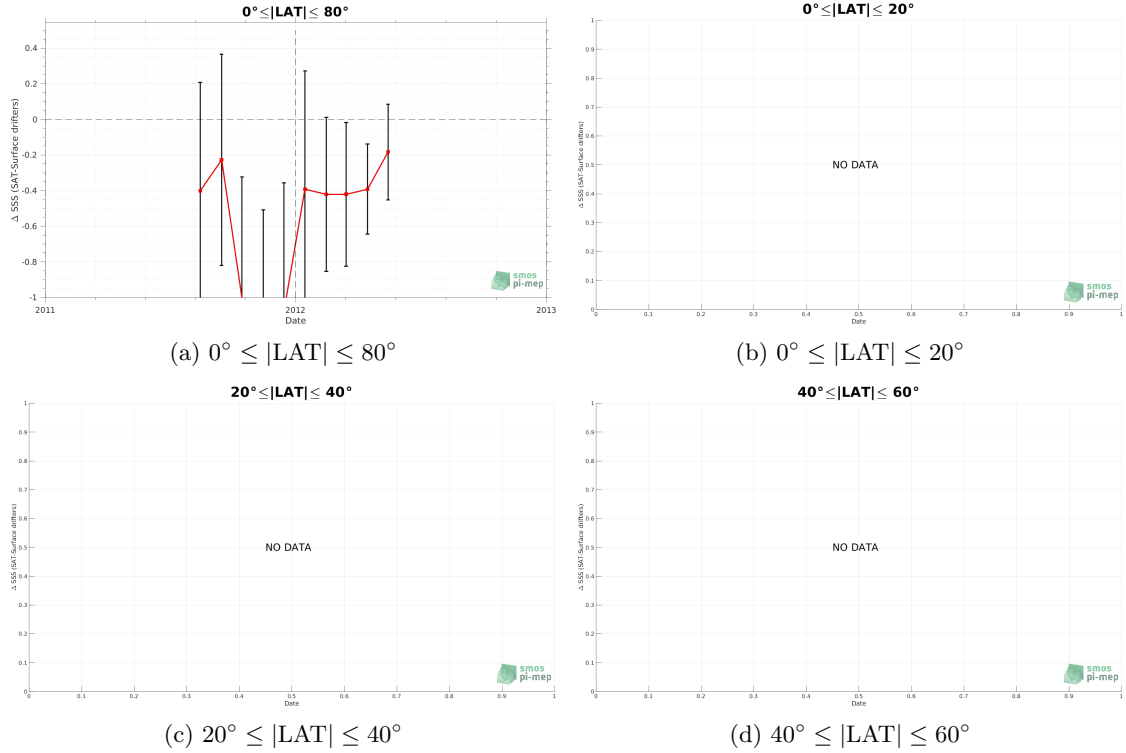 0°≤|LAT|≤ 80°
0.4
0.2
0
-0.2
-0.4
-0.6
-0.8
-1
Δ SSS (SAT-Surface drifters)
2011
2012
2013
Date
smos
pi-mep
(a) 0° ≤ |LAT| ≤ 80°
0°≤|LAT|≤ 20°
1
0.9
0.8
0.7
0.6
0.5
0.4
0.3
0.2
0.1
0
Δ SSS (SAT-Surface drifters)
NO DATA
0 0.1 0.2 0.3 0.4 0.5 0.6 0.7 0.8 0.9 1
Date
smos
pi-mep
(b) 0° ≤ |LAT| ≤ 20°
20°≤|LAT|≤ 40°
1
0.9
0.8
0.7
0.6
0.5
0.4
0.3
0.2
0.1
0
Δ SSS (SAT-Surface drifters)
NO DATA
0 0.1 0.2 0.3 0.4 0.5 0.6 0.7 0.8 0.9 1
Date
smos
pi-mep
(c) 20° ≤ |LAT| ≤ 40°
40°≤|LAT|≤ 60°
1
0.9
0.8
0.7
0.6
0.5
0.4
0.3
0.2
0.1
0
Δ SSS (SAT-Surface drifters)
NO DATA
0 0.1 0.2 0.3 0.4 0.5 0.6 0.7 0.8 0.9 1
Date
smos
pi-mep
(d) 40° ≤ |LAT| ≤ 60°